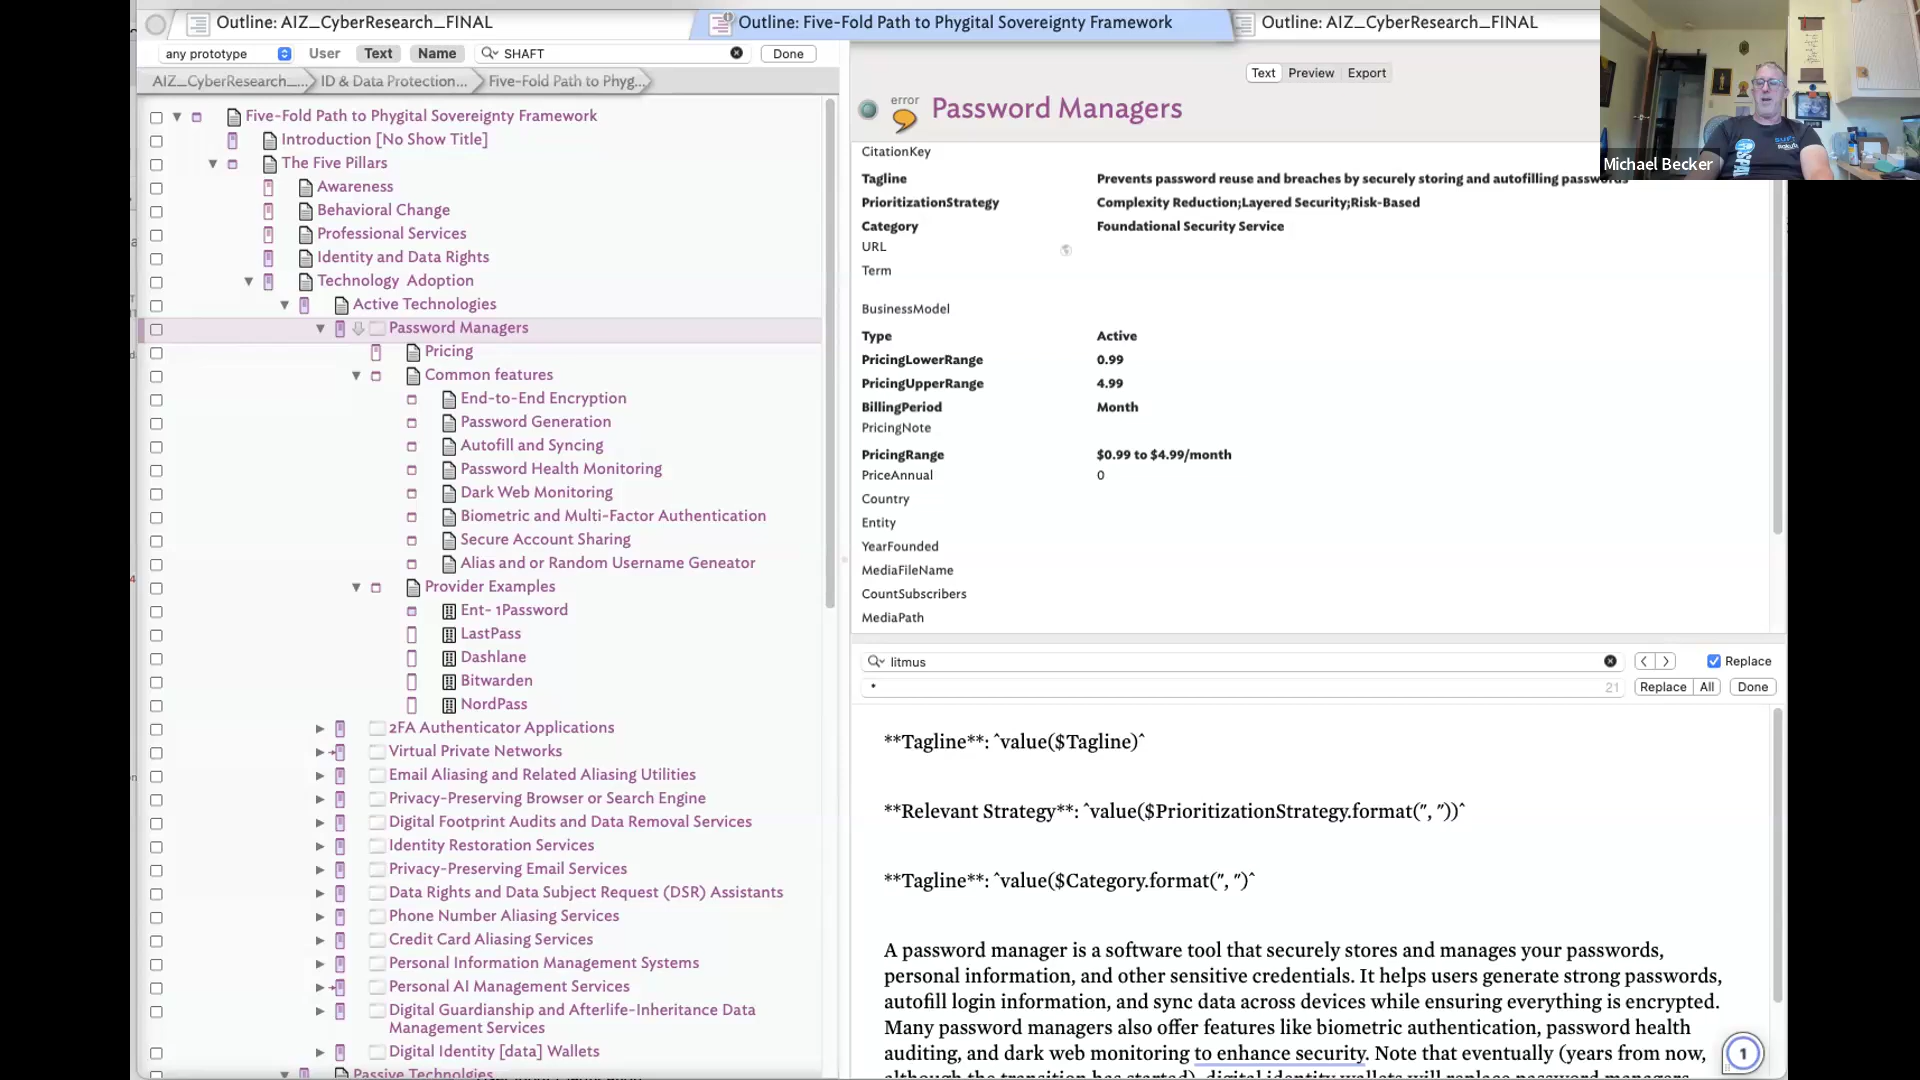 Outline: AIZ_CyberResearch_FINAL
Outline: Five-Fold Path to Phygital Sovereignty Framework
Outline: AIZ_CyberResearch_FINAL
any prototype User Text Name SHAFT Done
AIZ_CyberResearch_... ID & Data Protection... Five-Fold Path to Phyg...
Five-Fold Path to Phygital Sovereignty Framework
Introduction [No Show Title]
The Five Pillars
Awareness
Behavioral Change
Professional Services
Identity and Data Rights
Technology Adoption
Active Technologies
Password Managers
Pricing
Common features
End-to-End Encryption
Password Generation
Autofill and Syncing
Password Health Monitoring
Dark Web Monitoring
Biometric and Multi-Factor Authentication
Secure Account Sharing
Alias and or Random Username Geneator
Provider Examples
Ent- 1Password
LastPass
Dashlane
Bitwarden
NordPass
2FA Authenticator Applications
Virtual Private Networks
Email Aliasing and Related Aliasing Utilities
Privacy-Preserving Browser or Search Engine
Digital Footprint Audits and Data Removal Services
Identity Restoration Services
Privacy-Preserving Email Services
Data Rights and Data Subject Request (DSR) Assistants
Phone Number Aliasing Services
Credit Card Aliasing Services
Personal Information Management Systems
Personal AI Management Services
Digital Guardianship and Afterlife-Inheritance Data
Management Services
Digital Identity [data] Wallets
Passive Technolgies
Text Preview Export
error
Password Managers
CitationKey
Tagline Prevents password reuse and breaches by securely storing and autofilling passwords
PrioritizationStrategy Complexity Reduction;Layered Security;Risk-Based
Category Foundational Security Service
URL
Term
BusinessModel
Type Active
PricingLowerRange 0.99
PricingUpperRange 4.99
BillingPeriod Month
PricingNote
PricingRange $0.99 to $4.99/month
PriceAnnual 0
Country
Entity
YearFounded
MediaFileName
CountSubscribers
MediaPath
litmus Replace
* 21 Replace All Done
**Tagline**: ^value($Tagline)^
**Relevant Strategy**: ^value($PrioritizationStrategy.format(", "))^
**Tagline**: ^value($Category.format(", ")^
A password manager is a software tool that securely stores and manages your passwords,
personal information, and other sensitive credentials. It helps users generate strong passwords,
autofill login information, and sync data across devices while ensuring everything is encrypted.
Many password managers also offer features like biometric authentication, password health
auditing, and dark web monitoring to enhance security. Note that eventually (years from now,
although the transition has started), digital identity wallets will replace password managers
1
Michael Becker